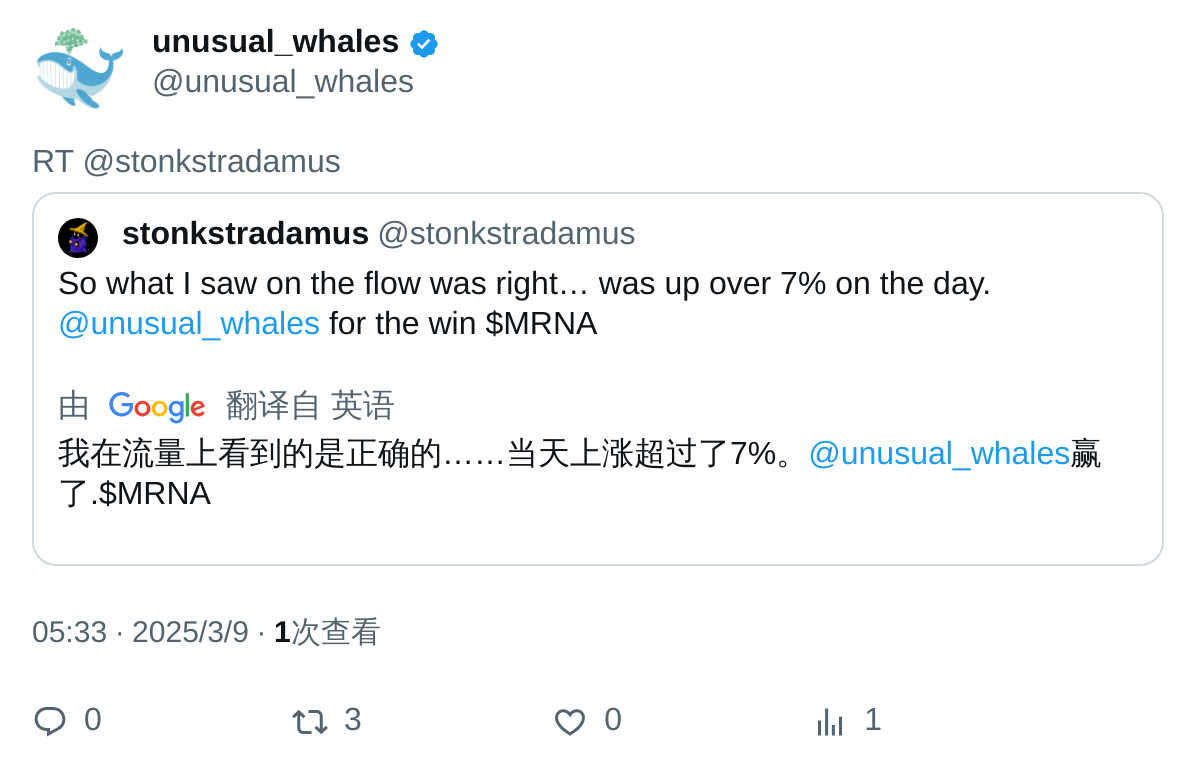 unusual_whales
@unusual_whales
RT @stonkstradamus
stonkstradamus @stonkstradamus
So what I saw on the flow was right… was up over 7% on the day.
@unusual_whales for the win $MRNA
由 Google 翻译自 英语
我在流量上看到的是正确的……当天上涨超过了7%。@unusual_whales赢
了.$MRNA
05:33 · 2025/3/9 · 1次查看
0 3 0 1